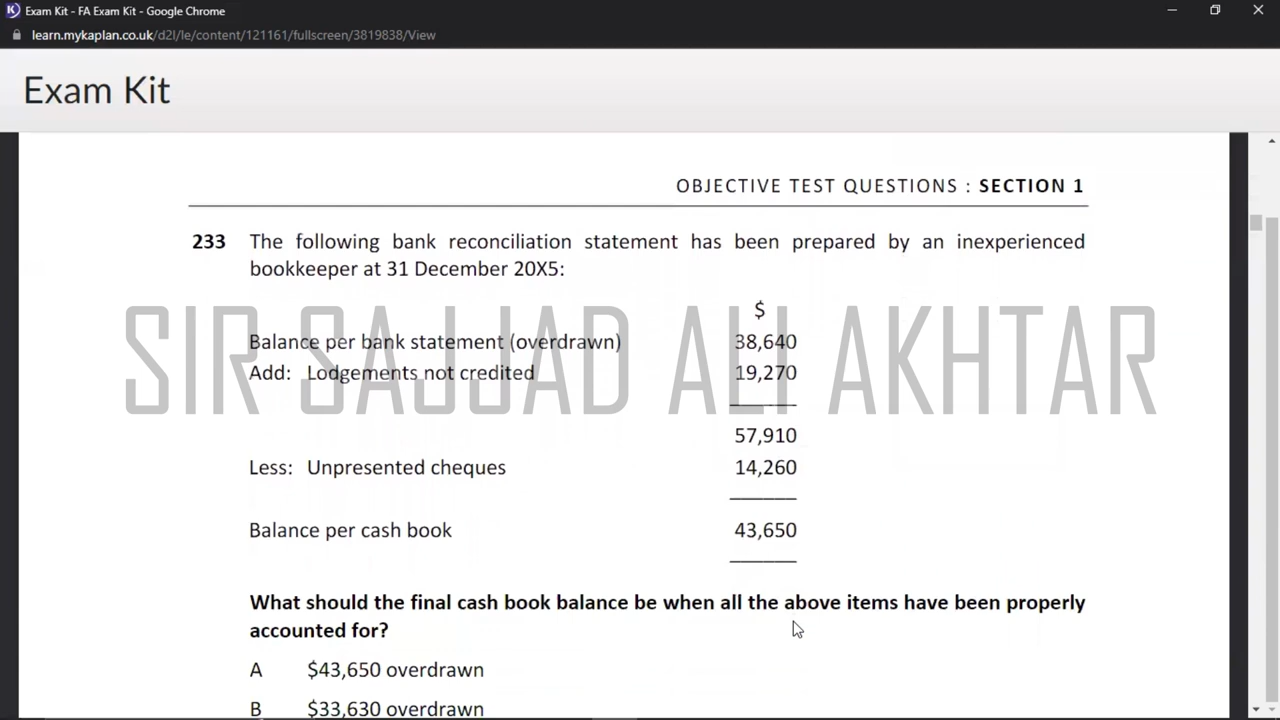 Exam Kit - FA Exam Kit - Google Chrome
learn.mykaplan.co.uk/d2l/le/content/121161/fullscreen/3819838/View
Exam Kit
OBJECTIVE TEST QUESTIONS : SECTION 1
233 The following bank reconciliation statement has been prepared by an inexperienced
bookkeeper at 31 December 20X5:
$
Balance per bank statement (overdrawn) 38,640
Add: Lodgements not credited 19,270
SIR SAJJAD ALI AKHTAR
57,910
Less: Unpresented cheques 14,260
Balance per cash book 43,650
What should the final cash book balance be when all the above items have been properly
accounted for?
A $43,650 overdrawn
B $33,630 overdrawn